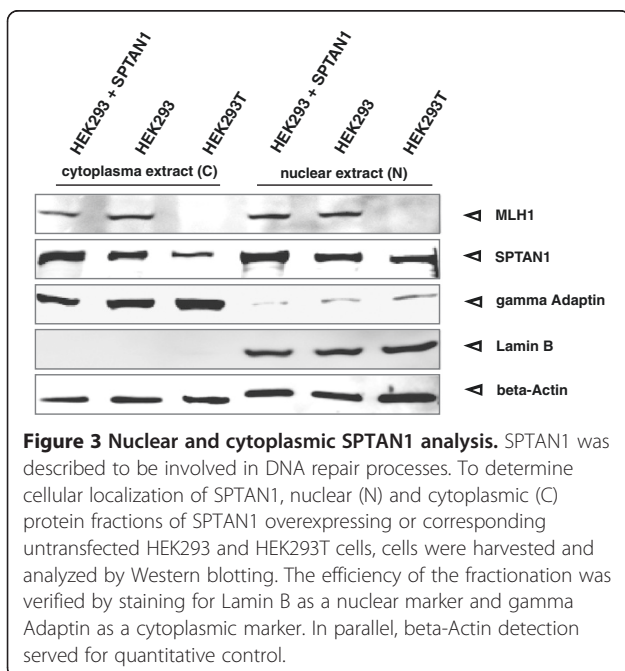 HEK293 + SPTAN1
HEK293
HEK293T
HEK293 + SPTAN1
HEK293
HEK293T
cytoplasma extract (C)
nuclear extract (N)
MLH1
SPTAN1
gamma Adaptin
Lamin B
beta-Actin
Figure 3 Nuclear and cytoplasmic SPTAN1 analysis. SPTAN1 was
described to be involved in DNA repair processes. To determine
cellular localization of SPTAN1, nuclear (N) and cytoplasmic (C)
protein fractions of SPTAN1 overexpressing or corresponding
untransfected HEK293 and HEK293T cells, cells were harvested and
analyzed by Western blotting. The efficiency of the fractionation was
verified by staining for Lamin B as a nuclear marker and gamma
Adaptin as a cytoplasmic marker. In parallel, beta-Actin detection
served for quantitative control.